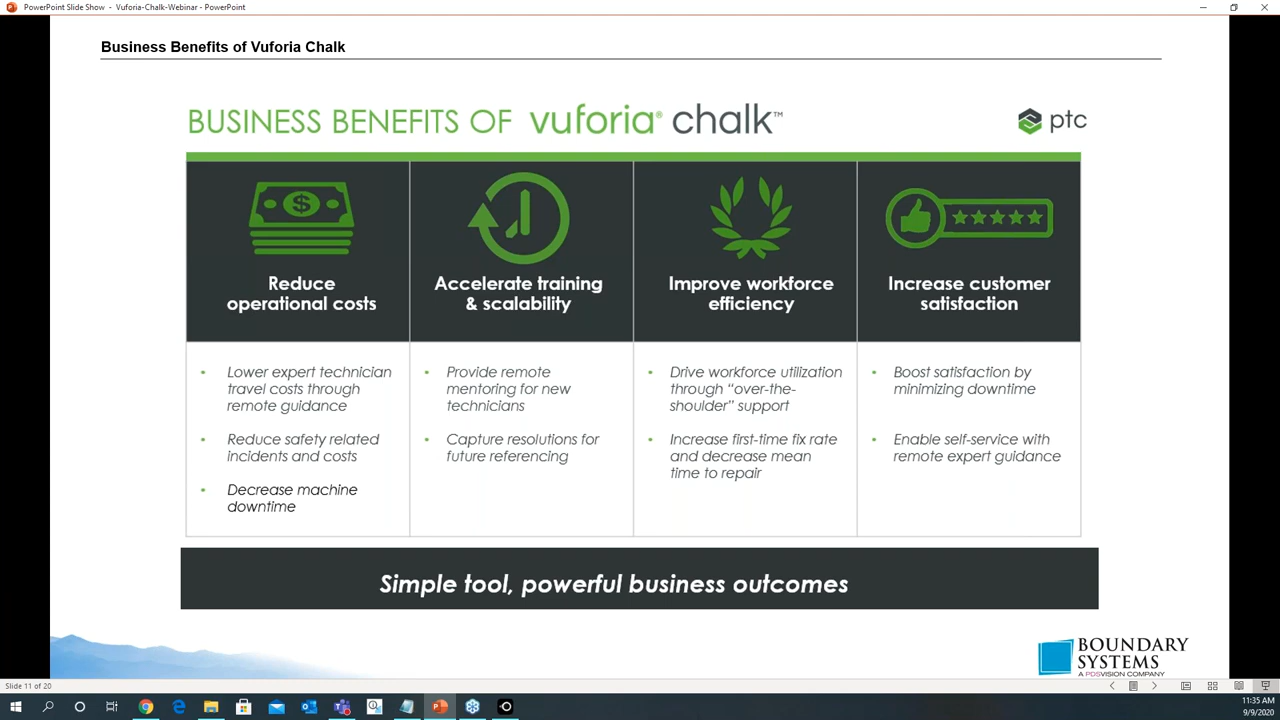 PowerPoint Slide Show - Vuforia-Chalk-Webinar - PowerPoint
Business Benefits of Vuforia Chalk
BUSINESS BENEFITS OF vuforia® chalk™
ptc
Reduce
operational costs
Accelerate training
& scalability
Improve workforce
efficiency
Increase customer
satisfaction
• Lower expert technician
travel costs through
remote guidance
• Reduce safety related
incidents and costs
• Decrease machine
downtime
• Provide remote
mentoring for new
technicians
• Capture resolutions for
future referencing
• Drive workforce utilization
through “over-the-
shoulder” support
• Increase first-time fix rate
and decrease mean
time to repair
• Boost satisfaction by
minimizing downtime
• Enable self-service with
remote expert guidance
Simple tool, powerful business outcomes
BOUNDARY
SYSTEMS
A PDSVISION COMPANY
Slide 11 of 20
11:35 AM
9/9/2020